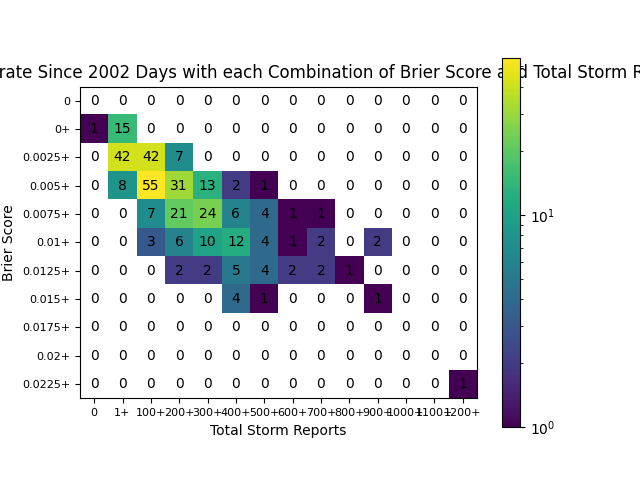 rate Since 2002 Days with each Combination of Brier Score and Total Storm R
0 0 0 0 0 0 0 0 0 0 0 0 0 0 0
0+ 1 15 0 0 0 0 0 0 0 0 0 0 0 0
0.0025+ 0 42 42 7 0 0 0 0 0 0 0 0 0 0
0.005+ 0 8 55 31 13 2 1 0 0 0 0 0 0 0
0.0075+ 0 0 7 21 24 6 4 1 1 0 0 0 0 0
0.01+ 0 0 3 6 10 12 4 1 2 0 2 0 0 0
0.0125+ 0 0 0 2 2 5 4 2 2 1 0 0 0 0
0.015+ 0 0 0 0 0 4 1 0 0 0 1 0 0 0
0.0175+ 0 0 0 0 0 0 0 0 0 0 0 0 0 0
0.02+ 0 0 0 0 0 0 0 0 0 0 0 0 0 0
0.0225+ 0 0 0 0 0 0 0 0 0 0 0 0 0 1
0 1+ 100+ 200+ 300+ 400+ 500+ 600+ 700+ 800+ 900+ 1000+ 1100+ 1200+
Total Storm Reports
Brier Score
10¹
10⁰